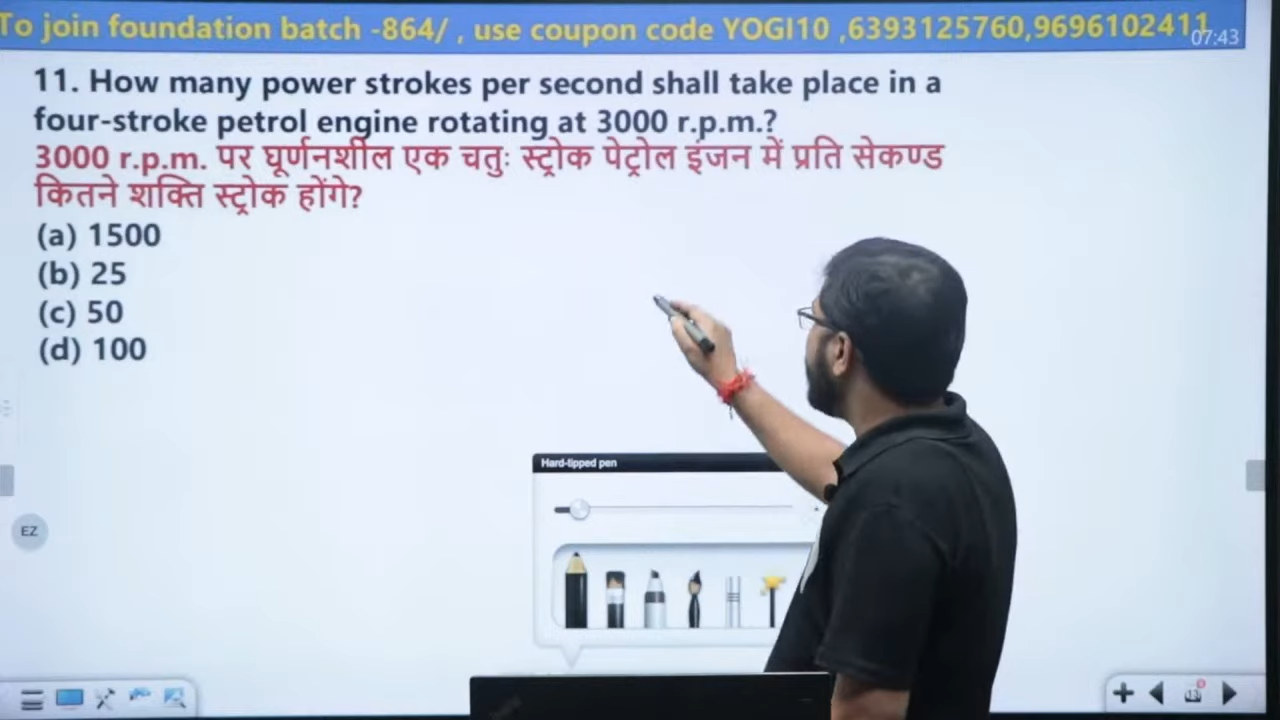 To join foundation batch -864/ , use coupon code YOGI10 ,6393125760,9696102411
07:43
11. How many power strokes per second shall take place in a
four-stroke petrol engine rotating at 3000 r.p.m.?
3000 r.p.m. पर घूर्णनशील एक चतुः स्ट्रोक पेट्रोल इंजन में प्रति सेकण्ड
कितने शक्ति स्ट्रोक होंगे?
(a) 1500
(b) 25
(c) 50
(d) 100
Hard-tipped pen
EZ
13